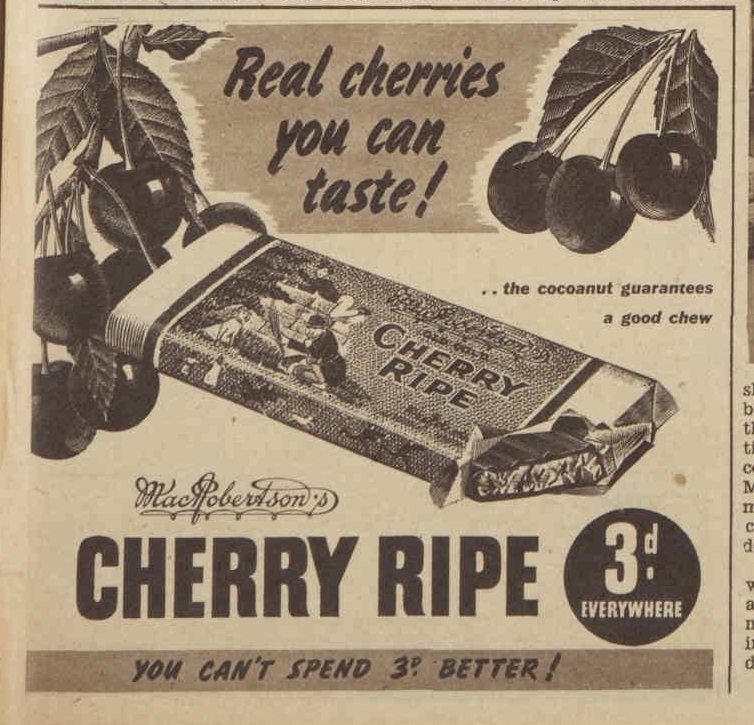 Real cherries
you can
taste!
.. the cocoanut guarantees
a good chew
MacRobertson's
CHERRY
RIPE
MacRobertson's
CHERRY RIPE
3d.
EVERYWHERE
YOU CAN'T SPEND 3D. BETTER!